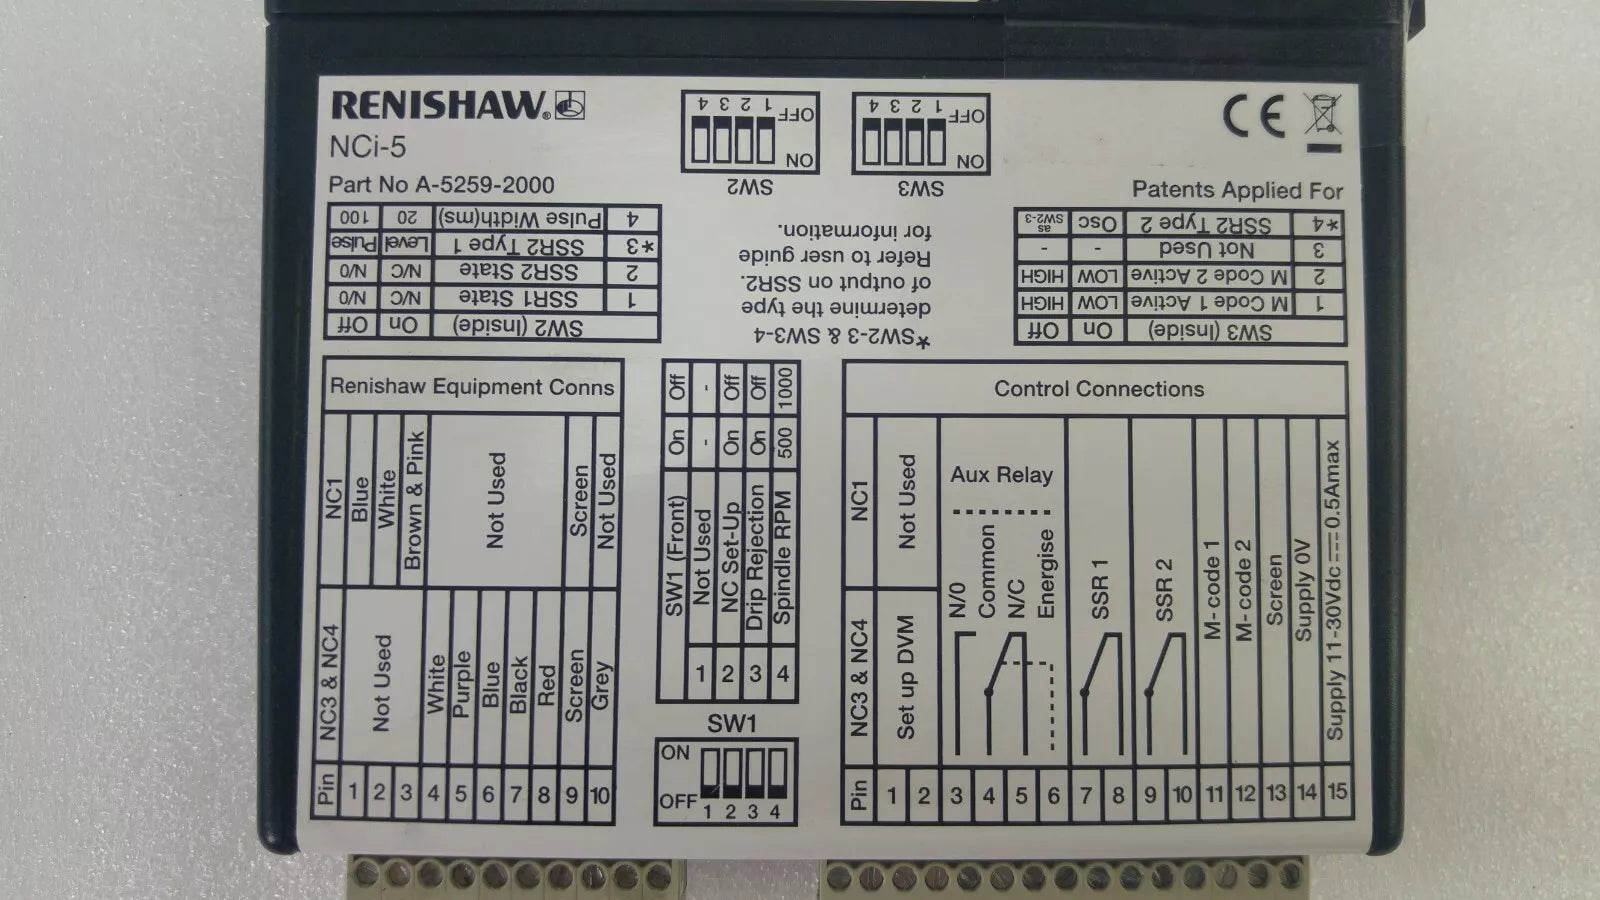 RENISHAW®
NCi-5
Part No A-5259-2000
SW2
ON
OFF
1 2 3 4
SW3
ON
OFF
1 2 3 4
CE
Patents Applied For
SW2 (Inside) On Off
1 SSR1 State N/C N/O
2 SSR2 State N/C N/O
*3 SSR2 Type 1 Level Pulse
4 Pulse Width(ms) 20 100
*SW2-3 & SW3-4
determine the type
of output on SSR2.
Refer to user guide
for information.
SW3 (Inside) On Off
1 M Code 1 Active LOW HIGH
2 M Code 2 Active LOW HIGH
3 Not Used - -
*4 SSR2 Type 2 Osc as SW2-3
Renishaw Equipment Conns
Pin NC3 & NC4 NC1
1 Not Used Blue
2 White
3 Brown & Pink
4 White Not Used
5 Purple
6 Blue
7 Black
8 Red
9 Screen Screen
10 Grey Not Used
SW1 (Front) On Off
1 Not Used - -
2 NC Set-Up On Off
3 Drip Rejection On Off
4 Spindle RPM 500 1000
SW1
ON
OFF
1 2 3 4
Control Connections
Pin NC3 & NC4 NC1
1 2 Set up DVM Not Used
Aux Relay
3 N/O
4 Common
5 N/C
6 Energise
7 8 SSR 1
9 10 SSR 2
11 M- code 1
12 M- code 2
13 Screen
14 Supply 0V
15 Supply 11-30Vdc 0.5Amax